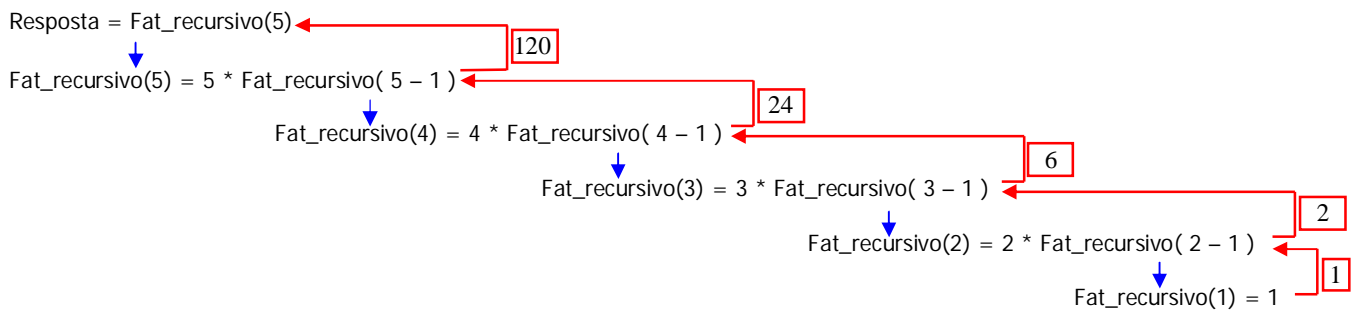 Resposta = Fat_recursivo(5)
120
Fat_recursivo(5) = 5 * Fat_recursivo( 5 – 1 )
24
Fat_recursivo(4) = 4 * Fat_recursivo( 4 – 1 )
6
Fat_recursivo(3) = 3 * Fat_recursivo( 3 – 1 )
2
Fat_recursivo(2) = 2 * Fat_recursivo( 2 – 1 )
1
Fat_recursivo(1) = 1